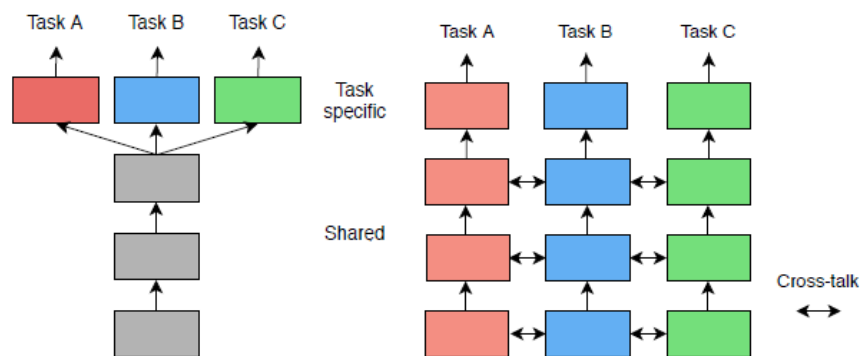 Task A
Task B
Task C
Task
specific
Shared
Task A
Task B
Task C
Cross-talk